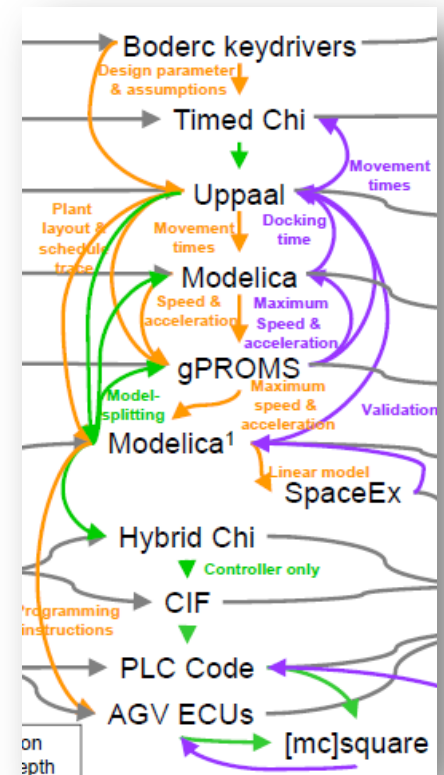 Boderc keydrivers
Design parameter
& assumptions
Timed Chi
Movement
times
Uppaal
Plant
layout &
schedule
trace
Movement
times
Docking
time
Modelica
Speed &
acceleration
Maximum
Speed &
acceleration
gPROMS
Model-
splitting
Maximum
speed &
acceleration
Validation
Modelica¹
Linear model
SpaceEx
Hybrid Chi
Controller only
CIF
Programming
instructions
PLC Code
AGV ECUs
[mc]square
on
epth